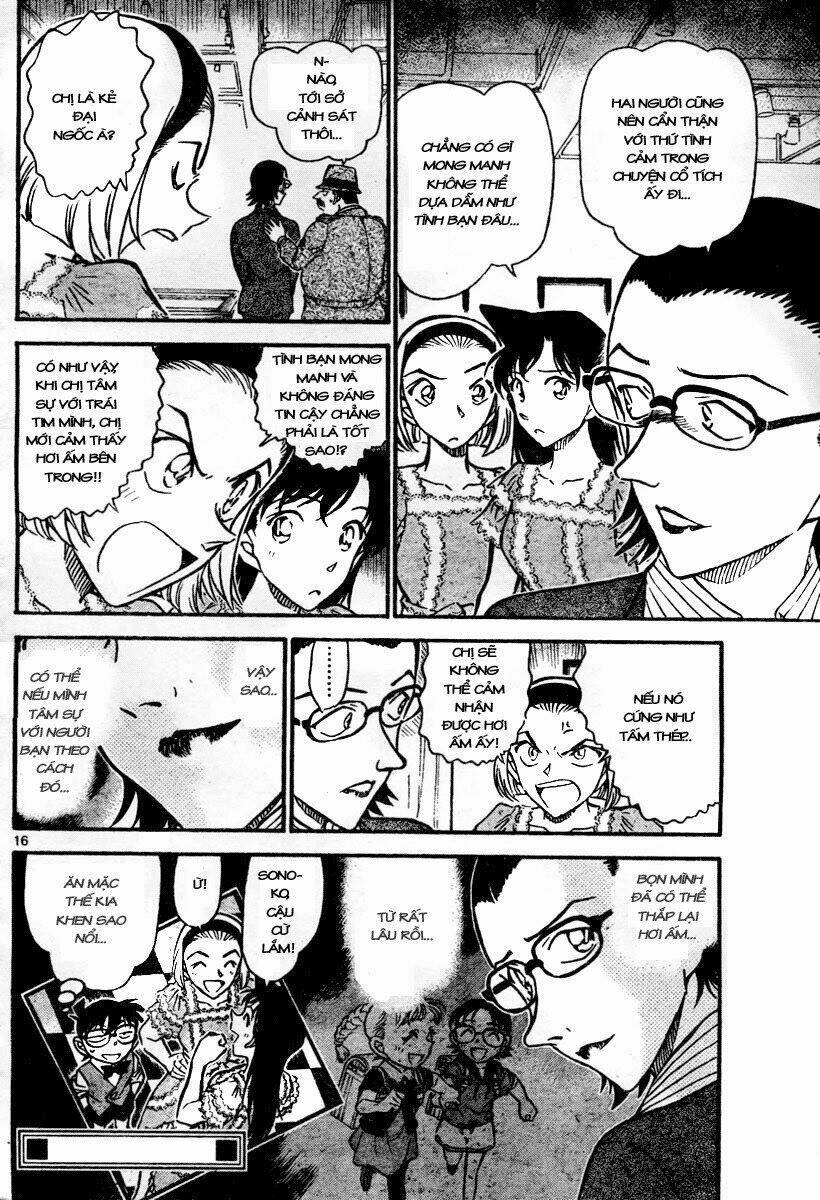 HAI NGƯỜI CŨNG
NÊN CẨN THẬN
VỚI THỨ TÌNH
CẢM TRONG
CHUYỆN CỔ TÍCH
ẤY ĐI...
CHẲNG CÓ GÌ
MONG MANH
KHÔNG THỂ
DỰA DẪM NHƯ
TÌNH BẠN ĐÂU...
N-
NÀO,
TỚI SỞ
CẢNH SÁT
THÔI...
CHỊ LÀ KẺ
ĐẠI
NGỐC À?
TÌNH BẠN MONG
MANH VÀ
KHÔNG ĐÁNG
TIN CẬY CHẲNG
PHẢI LÀ TỐT
SAO!?
CÓ NHƯ VẬY,
KHI CHỊ TÂM
SỰ VỚI TRÁI
TIM MÌNH, CHỊ
MỚI CẢM THẤY
HƠI ẤM BÊN
TRONG!!
NẾU NÓ
CỨNG NHƯ
TẤM THÉP...
CHỊ SẼ
KHÔNG
THỂ CẢM
NHẬN
ĐƯỢC HƠI
ẤM ẤY!
.........
VẬY
SAO...
CÓ THỂ
NẾU MÌNH
TÂM SỰ
VỚI NGƯỜI
BẠN THEO
CÁCH
ĐÓ...
16
BỌN MÌNH
ĐÃ CÓ THỂ
THẮP LẠI
HƠI ẤM...
TỪ RẤT
LÂU RỒI...
SONO-
KO,
CẬU
CỪ
LẮM!
Ừ!
ĂN MẶC
THẾ KIA
KHEN SAO
NỔI...